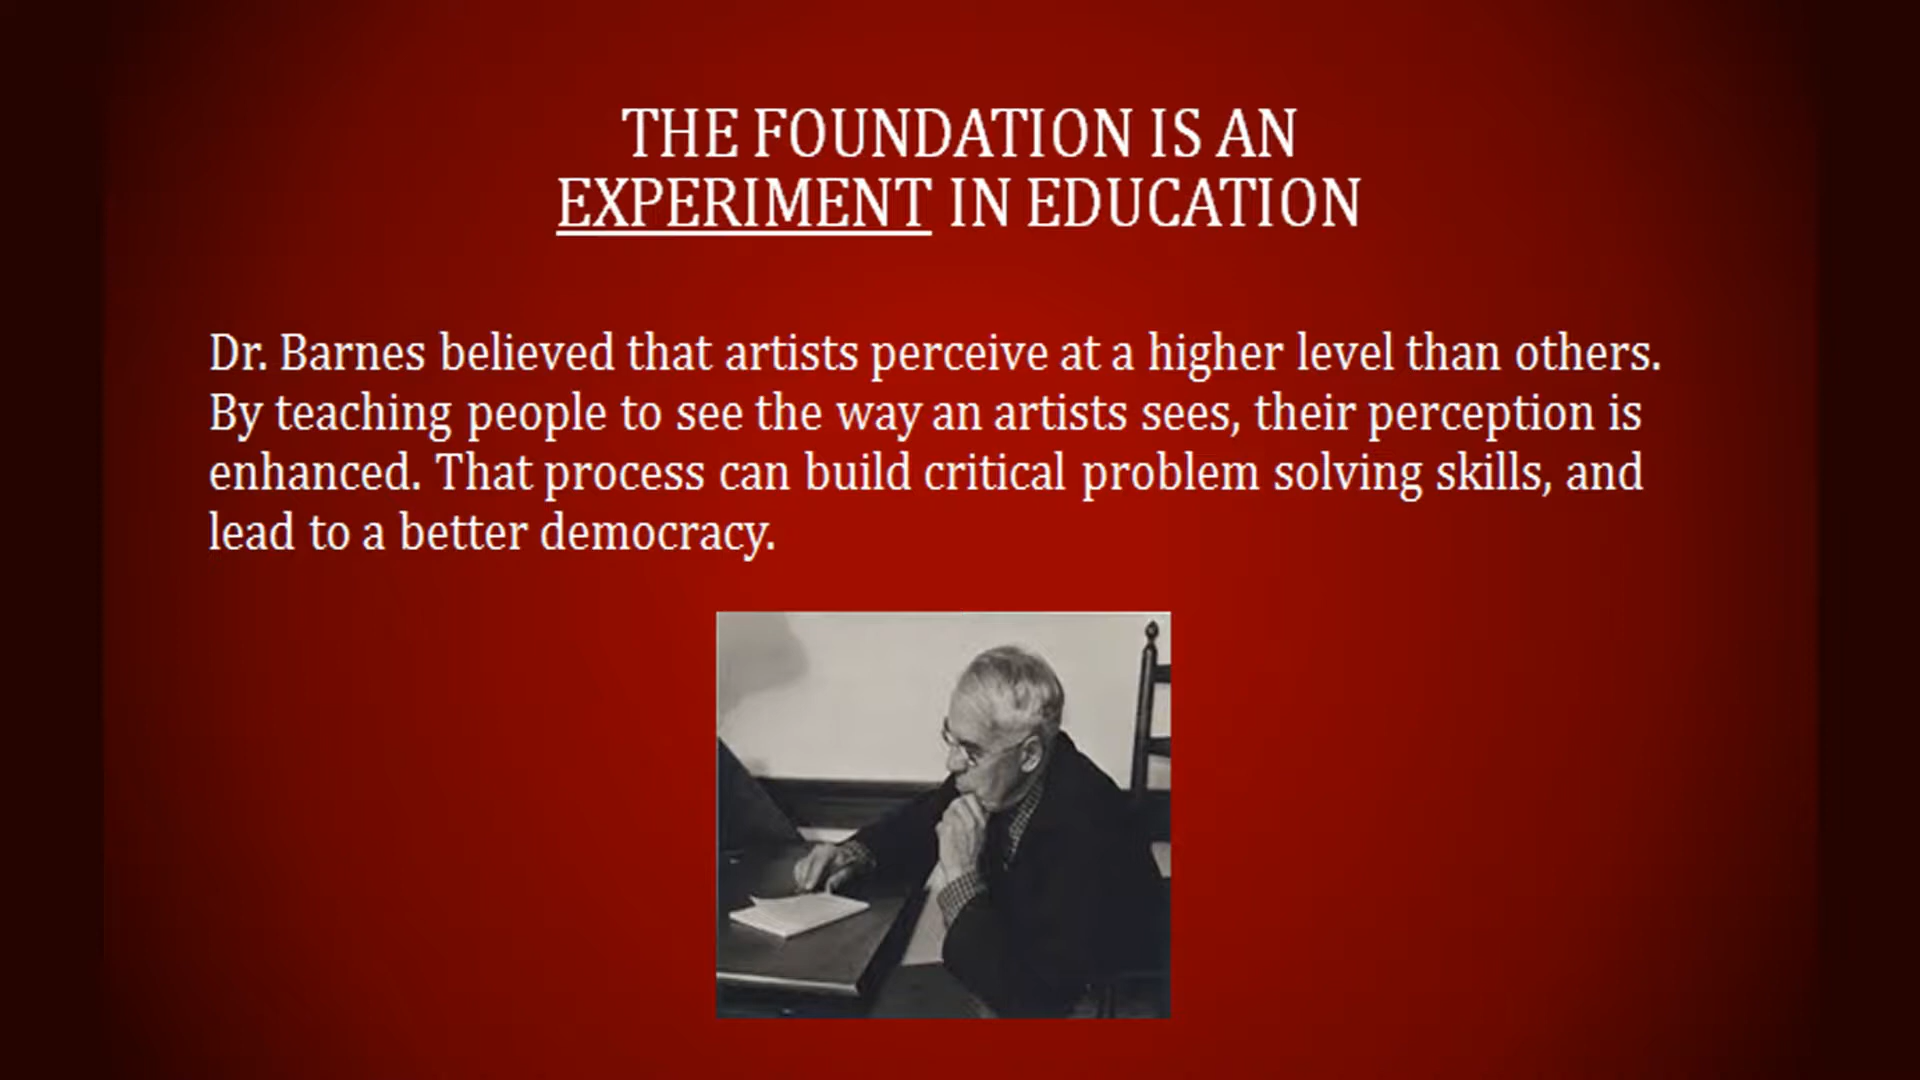 THE FOUNDATION IS AN
EXPERIMENT IN EDUCATION
Dr. Barnes believed that artists perceive at a higher level than others.
By teaching people to see the way an artists sees, their perception is
enhanced. That process can build critical problem solving skills, and
lead to a better democracy.